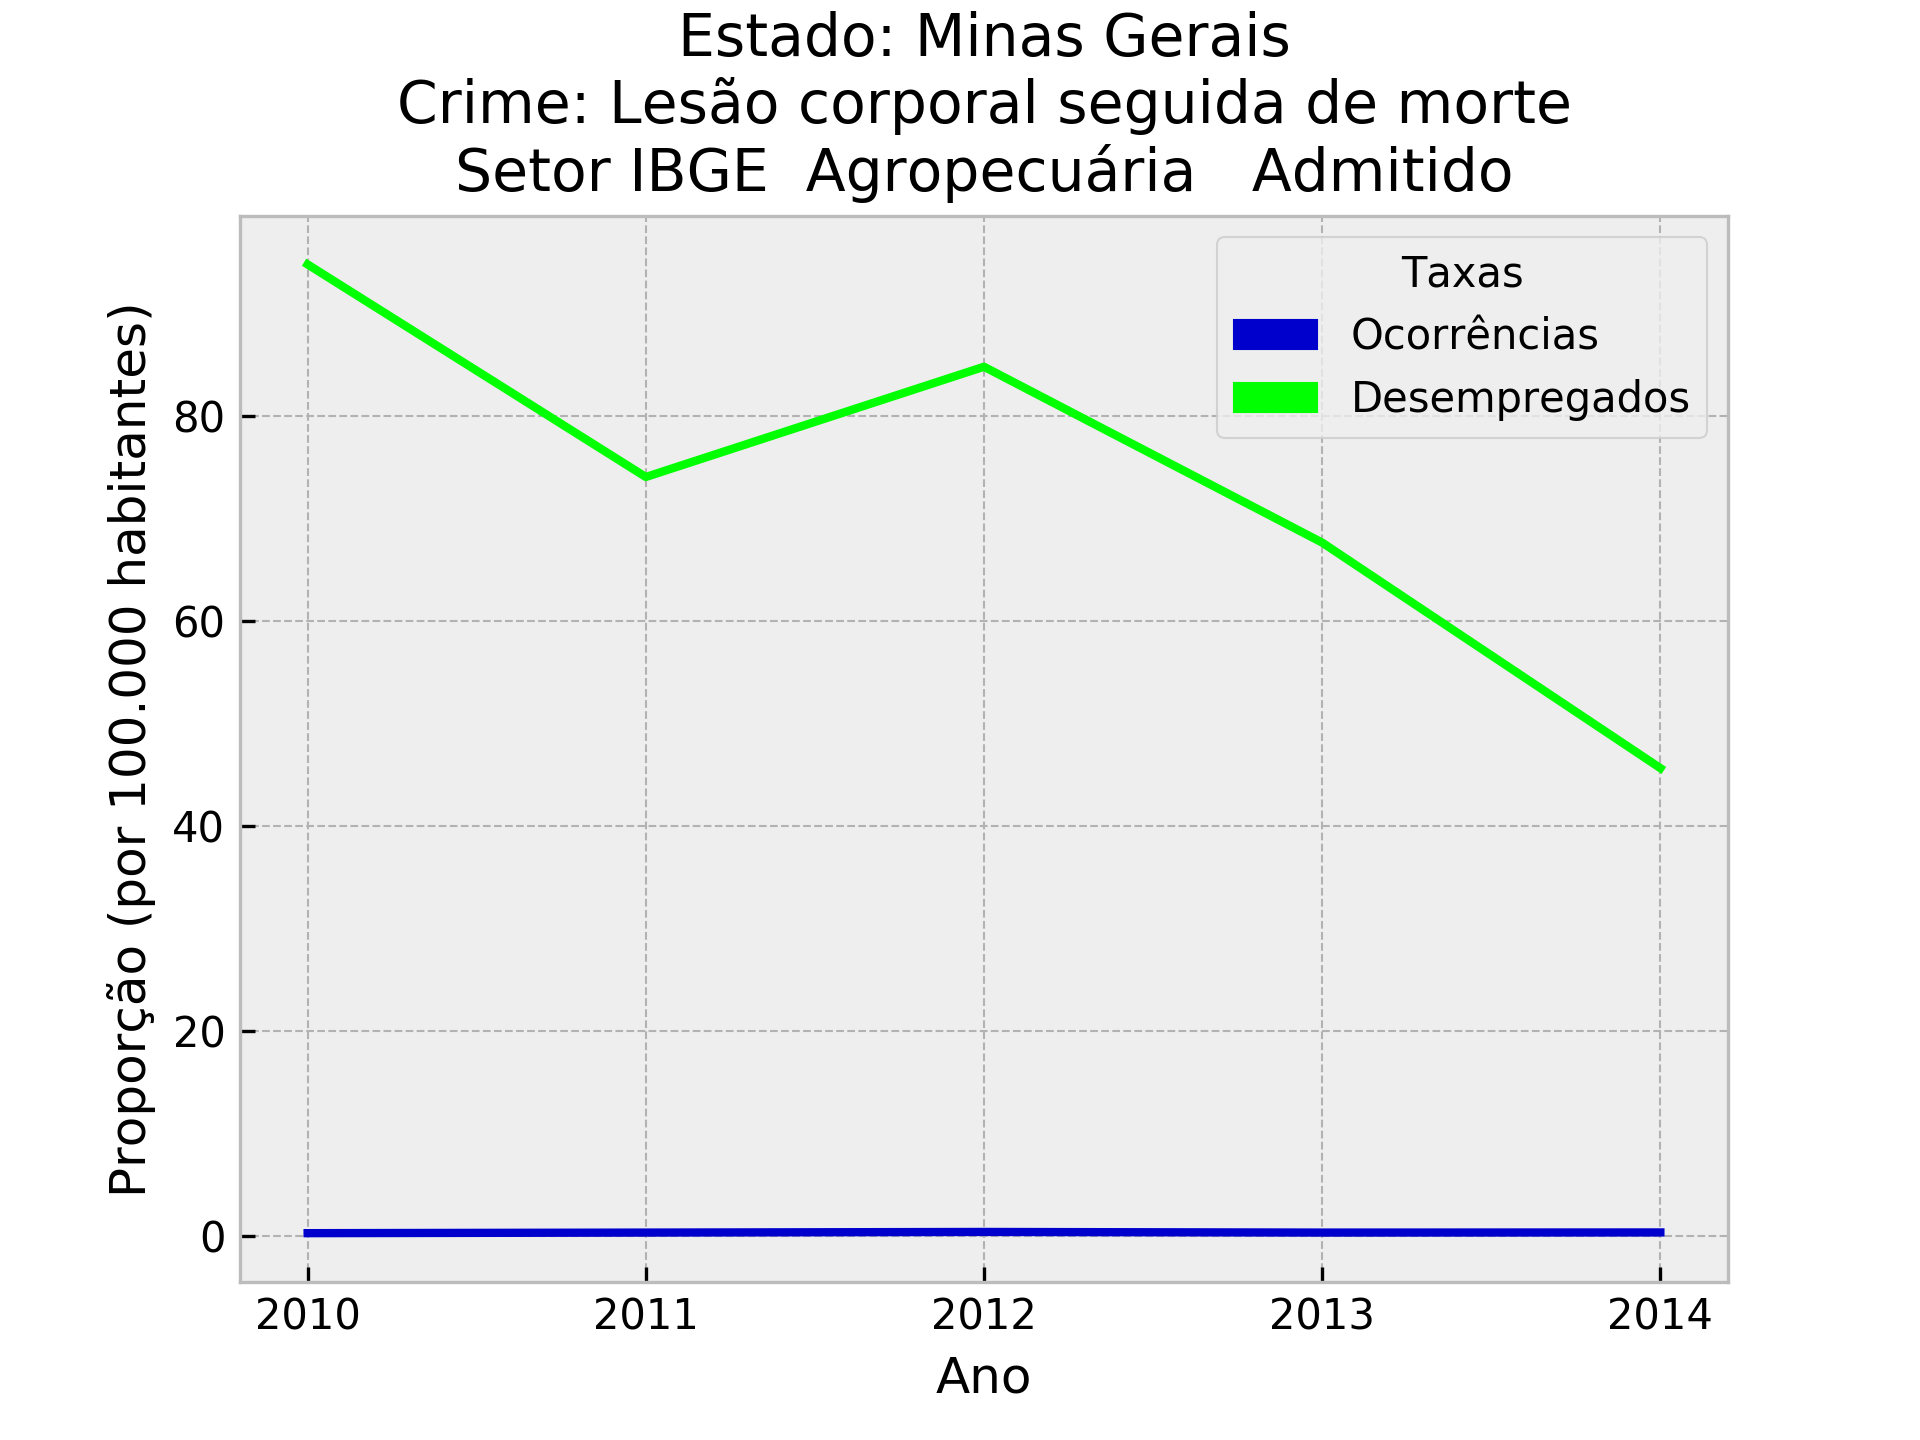 Estado: Minas Gerais
Crime: Lesão corporal seguida de morte
Setor IBGE  Agropecuária   Admitido
Taxas
Ocorrências
Desempregados
Proporção (por 100.000 habitantes)
80
60
40
20
0
2010 2011 2012 2013 2014
Ano